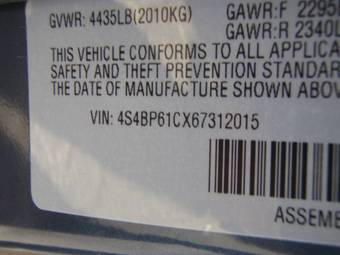 GVWR: 4435LB(2010KG) GAWR:F 2295
GAWR:R 2340L
THIS VEHICLE CONFORMS TO ALL APPLICA
SAFETY AND THEFT PREVENTION STANDAR
THE DATE OF MANUFACTURE SHOWN ABOV
VIN: 4S4BP61CX67312015
ASSEME